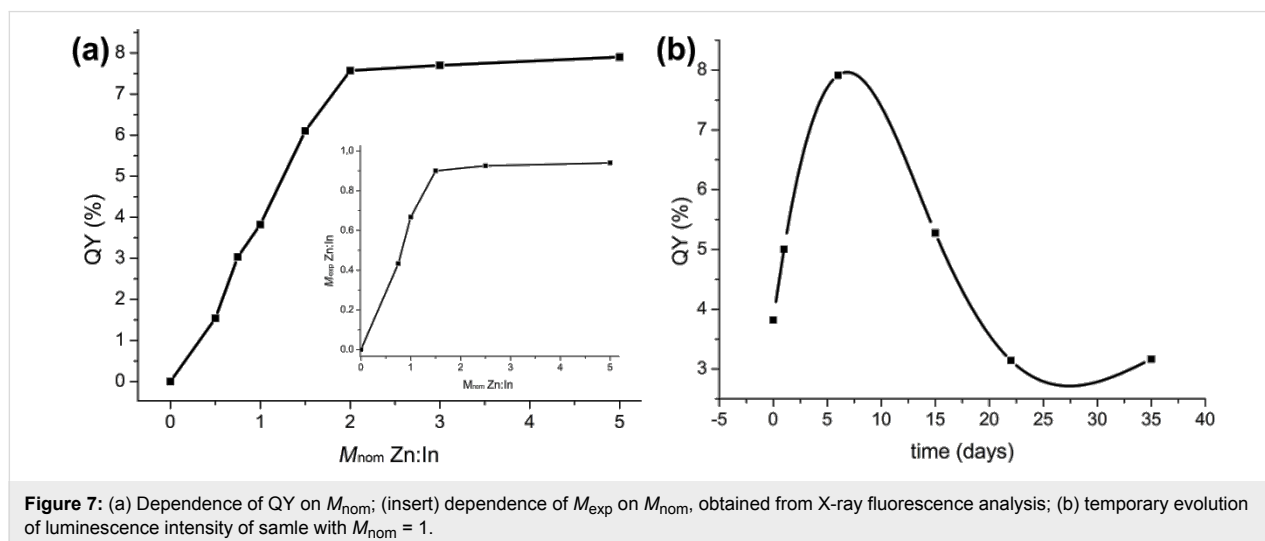 (a)
8
7
6
5
4
3
2
1
0
QY (%)
0 1 2 3 4 5
Mnom Zn:In
1,0
0.8
0.6
0.4
0.2
0.0
Mexp Zn:In
0 1 2 3 4 5
Mnom Zn:In
(b)
8
7
6
5
4
3
QY (%)
-5 0 5 10 15 20 25 30 35 40
time (days)
Figure 7: (a) Dependence of QY on Mnom; (insert) dependence of Mexp on Mnom, obtained from X-ray fluorescence analysis; (b) temporary evolution
of luminescence intensity of samle with Mnom = 1.